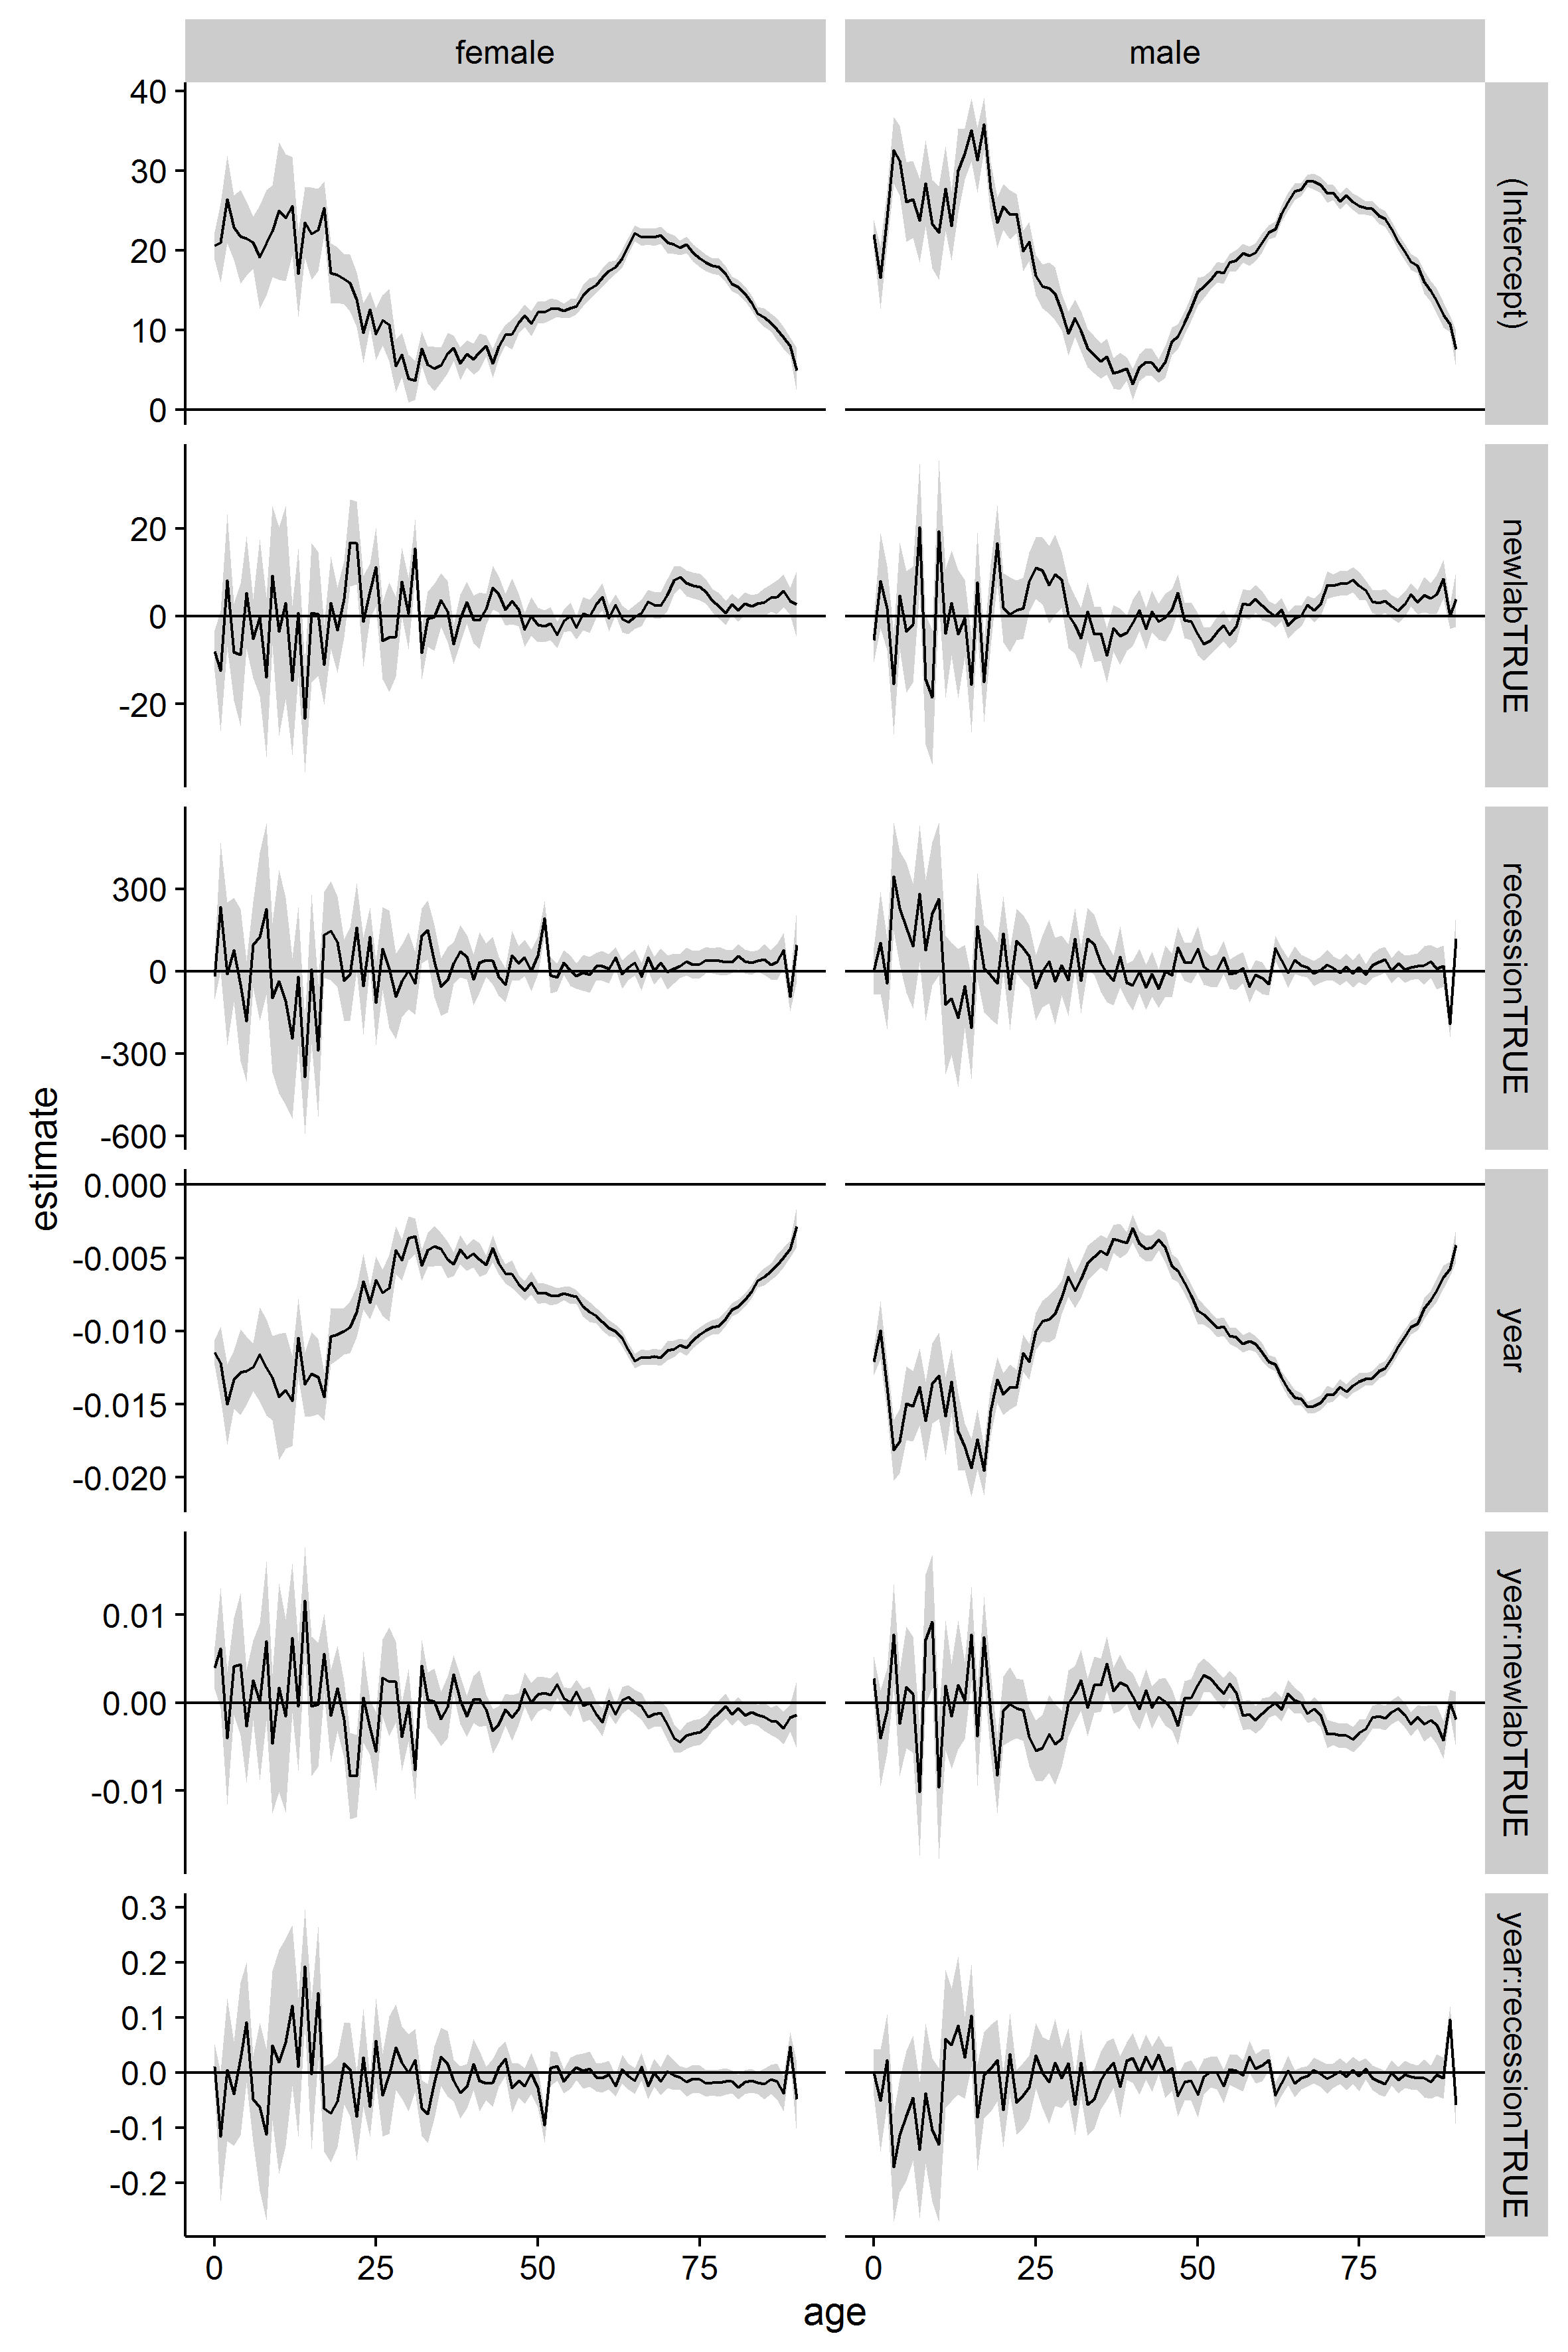 female
male
40
30
20
10
0
(Intercept)
20
0
-20
newlabTRUE
300
0
-300
-600
recessionTRUE
estimate
0.000
-0.005
-0.010
-0.015
-0.020
year
0.01
0.00
-0.01
year:newlabTRUE
0.3
0.2
0.1
0.0
-0.1
-0.2
year:recessionTRUE
0 25 50 75 0 25 50 75
age